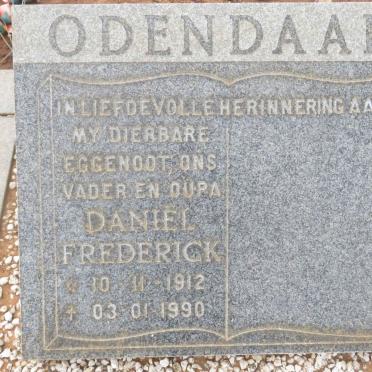 ODENDAAL
IN LIEFDEVOLLE HERINNERING AA
MY DIERBARE
EGGENOOT, ONS
VADER EN OUPA
DANIEL
FREDERICK
* 10-11-1912
† 03 01 1990